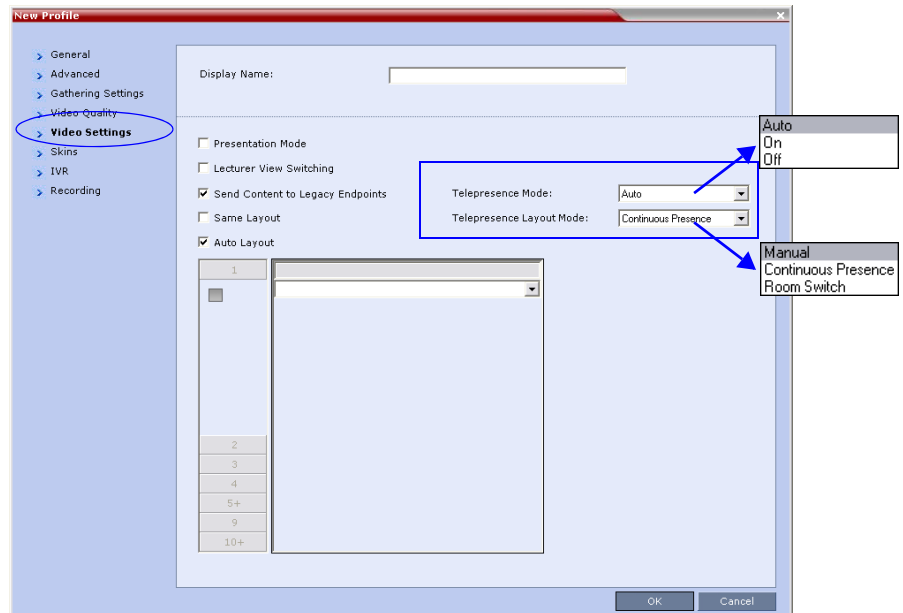 New Profile
General
Advanced
Gathering Settings
Video Quality
Video Settings
Skins
IVR
Recording
Display Name:
Presentation Mode
Lecturer View Switching
Send Content to Legacy Endpoints
Same Layout
Auto Layout
Telepresence Mode:
Auto
Telepresence Layout Mode:
Continuous Presence
Auto
On
Off
Manual
Continuous Presence
Room Switch
1
2
3
4
5+
9
10+
OK
Cancel